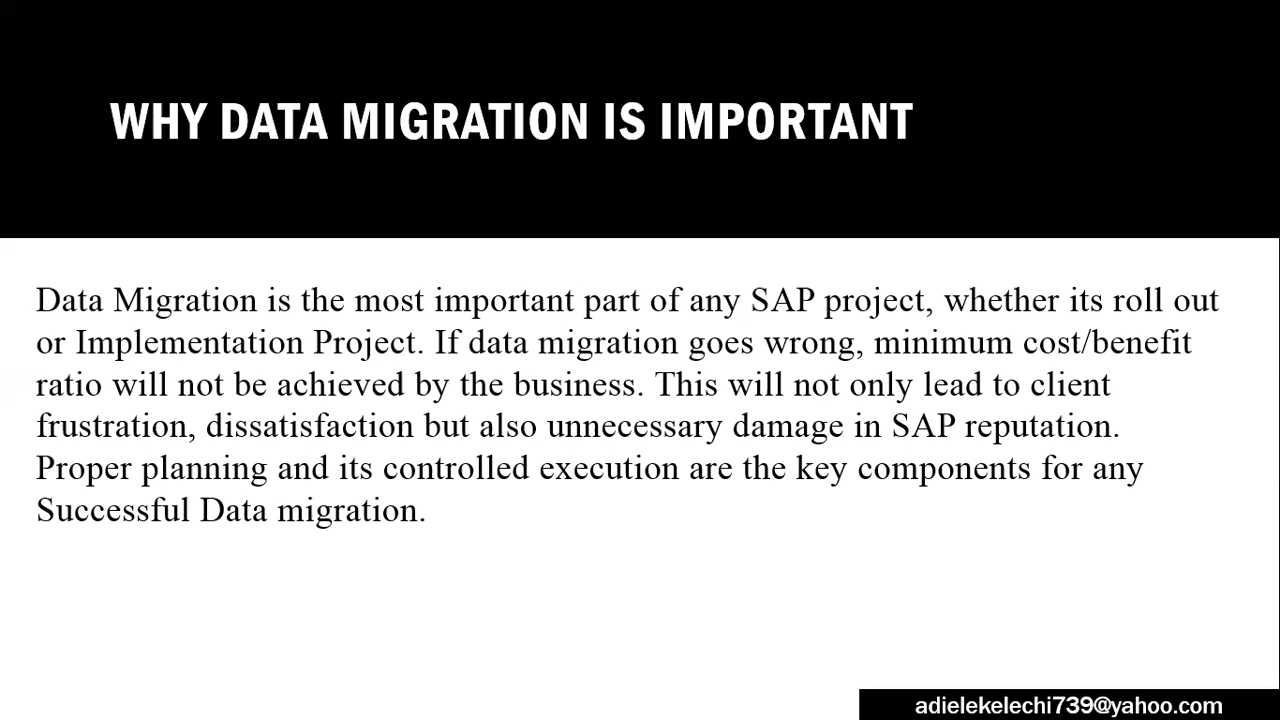 WHY DATA MIGRATION IS IMPORTANT
Data Migration is the most important part of any SAP project, whether its roll out
or Implementation Project. If data migration goes wrong, minimum cost/benefit
ratio will not be achieved by the business. This will not only lead to client
frustration, dissatisfaction but also unnecessary damage in SAP reputation.
Proper planning and its controlled execution are the key components for any
Successful Data migration.
adielekelechi739@yahoo.com